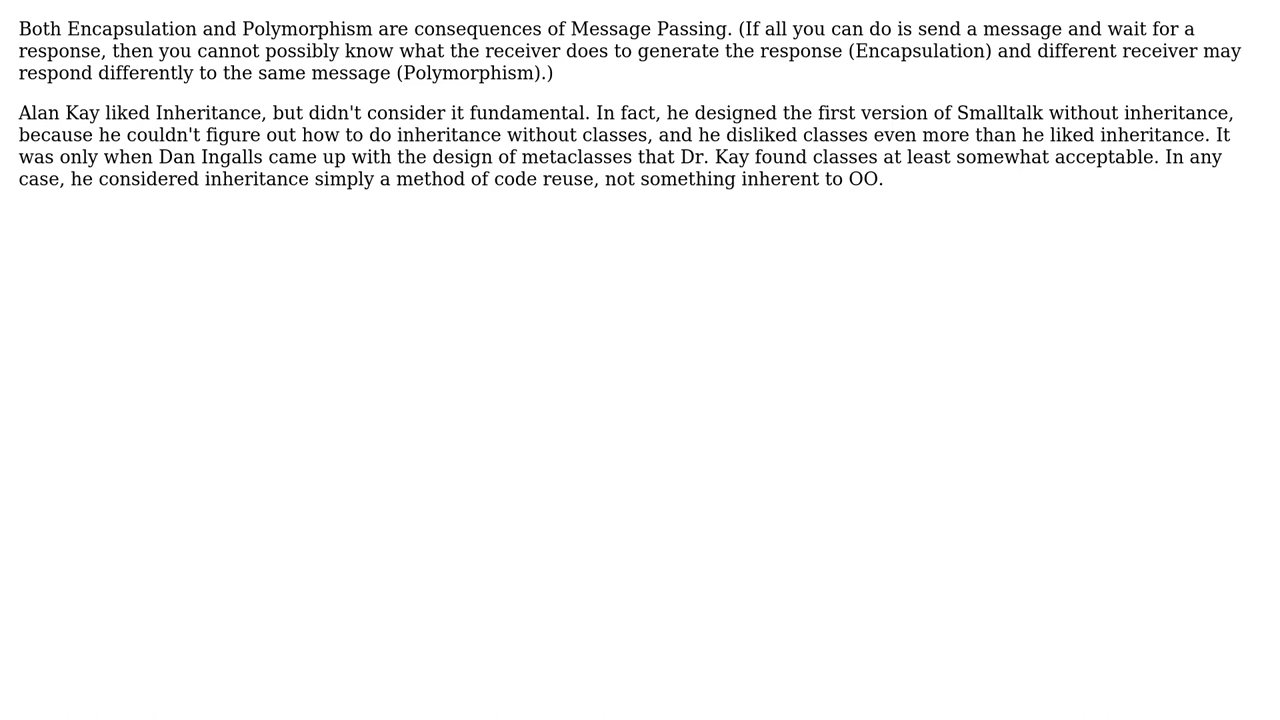 Both Encapsulation and Polymorphism are consequences of Message Passing. (If all you can do is send a message and wait for a
response, then you cannot possibly know what the receiver does to generate the response (Encapsulation) and different receiver may
respond differently to the same message (Polymorphism).)
Alan Kay liked Inheritance, but didn't consider it fundamental. In fact, he designed the first version of Smalltalk without inheritance,
because he couldn't figure out how to do inheritance without classes, and he disliked classes even more than he liked inheritance. It
was only when Dan Ingalls came up with the design of metaclasses that Dr. Kay found classes at least somewhat acceptable. In any
case, he considered inheritance simply a method of code reuse, not something inherent to OO.